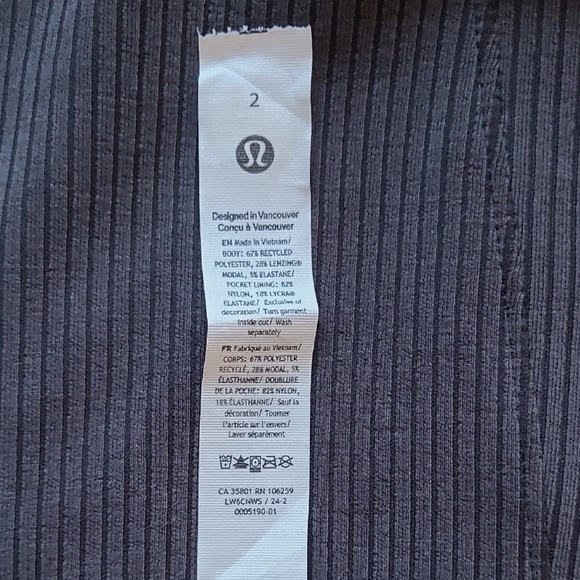 2
Designed in Vancouver
Conçu à Vancouver
EN Made in Vietnam/
BODY: 67% RECYCLED
POLYESTER, 28% LENZING®
MODAL, 5% ELASTANE/
POCKET LINING: 82%
NYLON, 18% LYCRA®
ELASTANE/ Exclusive of
decoration/ Turn garment
inside out/ Wash
separately
FR Fabriqué au Vietnam/
CORPS: 67% POLYESTER
RECYCLÉ, 28% MODAL, 5%
ÉLASTHANNE/ DOUBLURE
DE LA POCHE: 82% NYLON,
18% ÉLASTHANNE/ Sauf la
décoration/ Tourner
l'article sur l'envers/
Laver séparément
CA 35801 RN 106259
LW6CNWS / 24-2
0005190-01